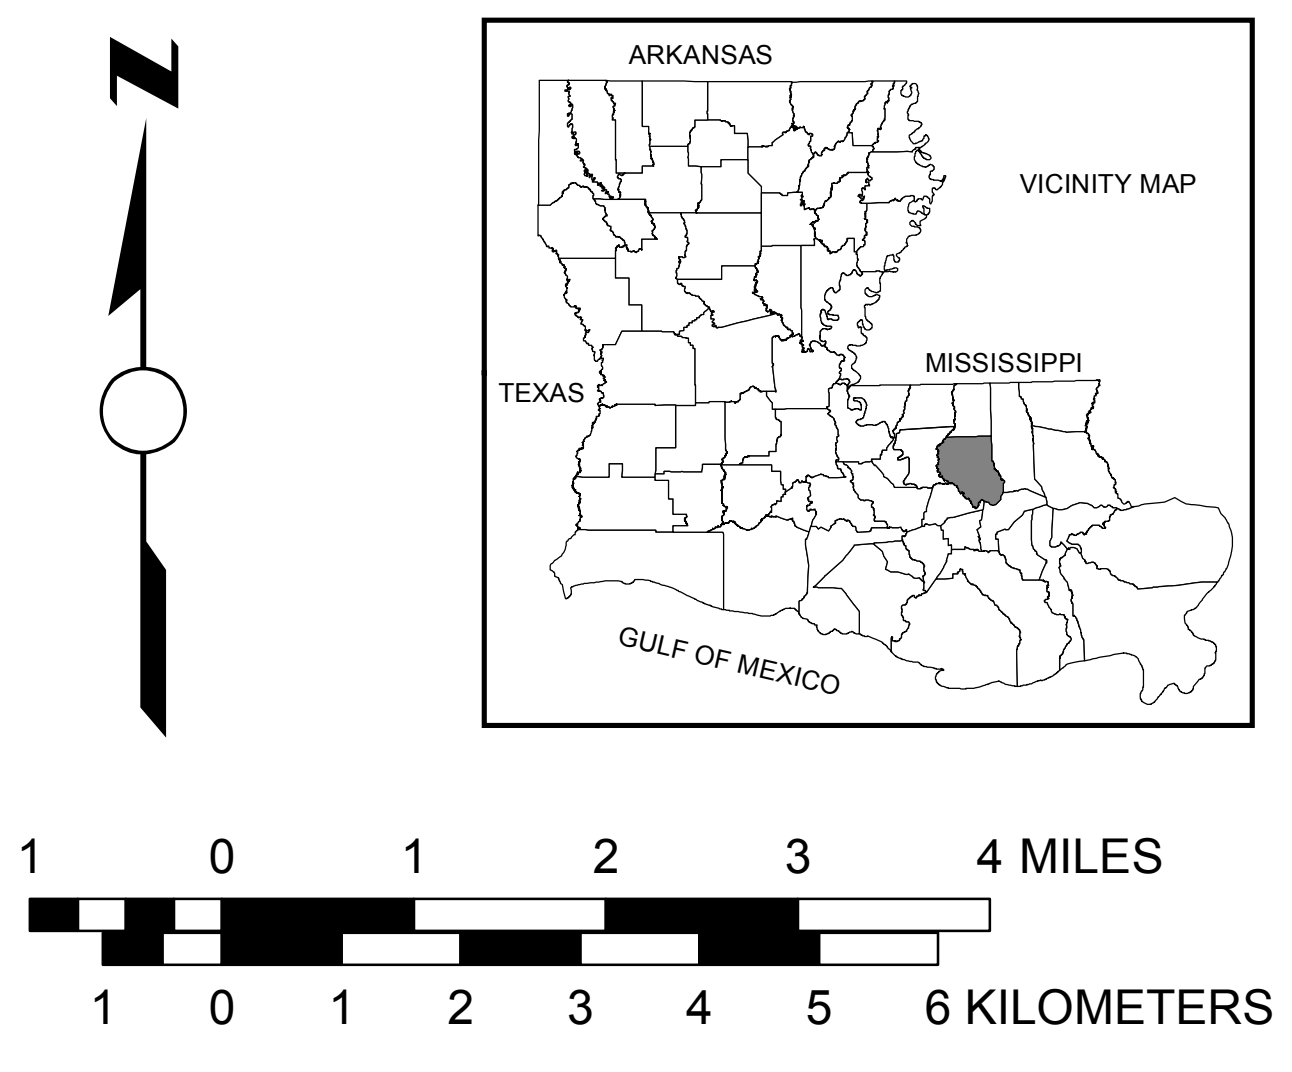 N
ARKANSAS
VICINITY MAP
MISSISSIPPI
TEXAS
GULF OF MEXICO
1 0 1 2 3 4 MILES
1 0 1 2 3 4 5 6 KILOMETERS